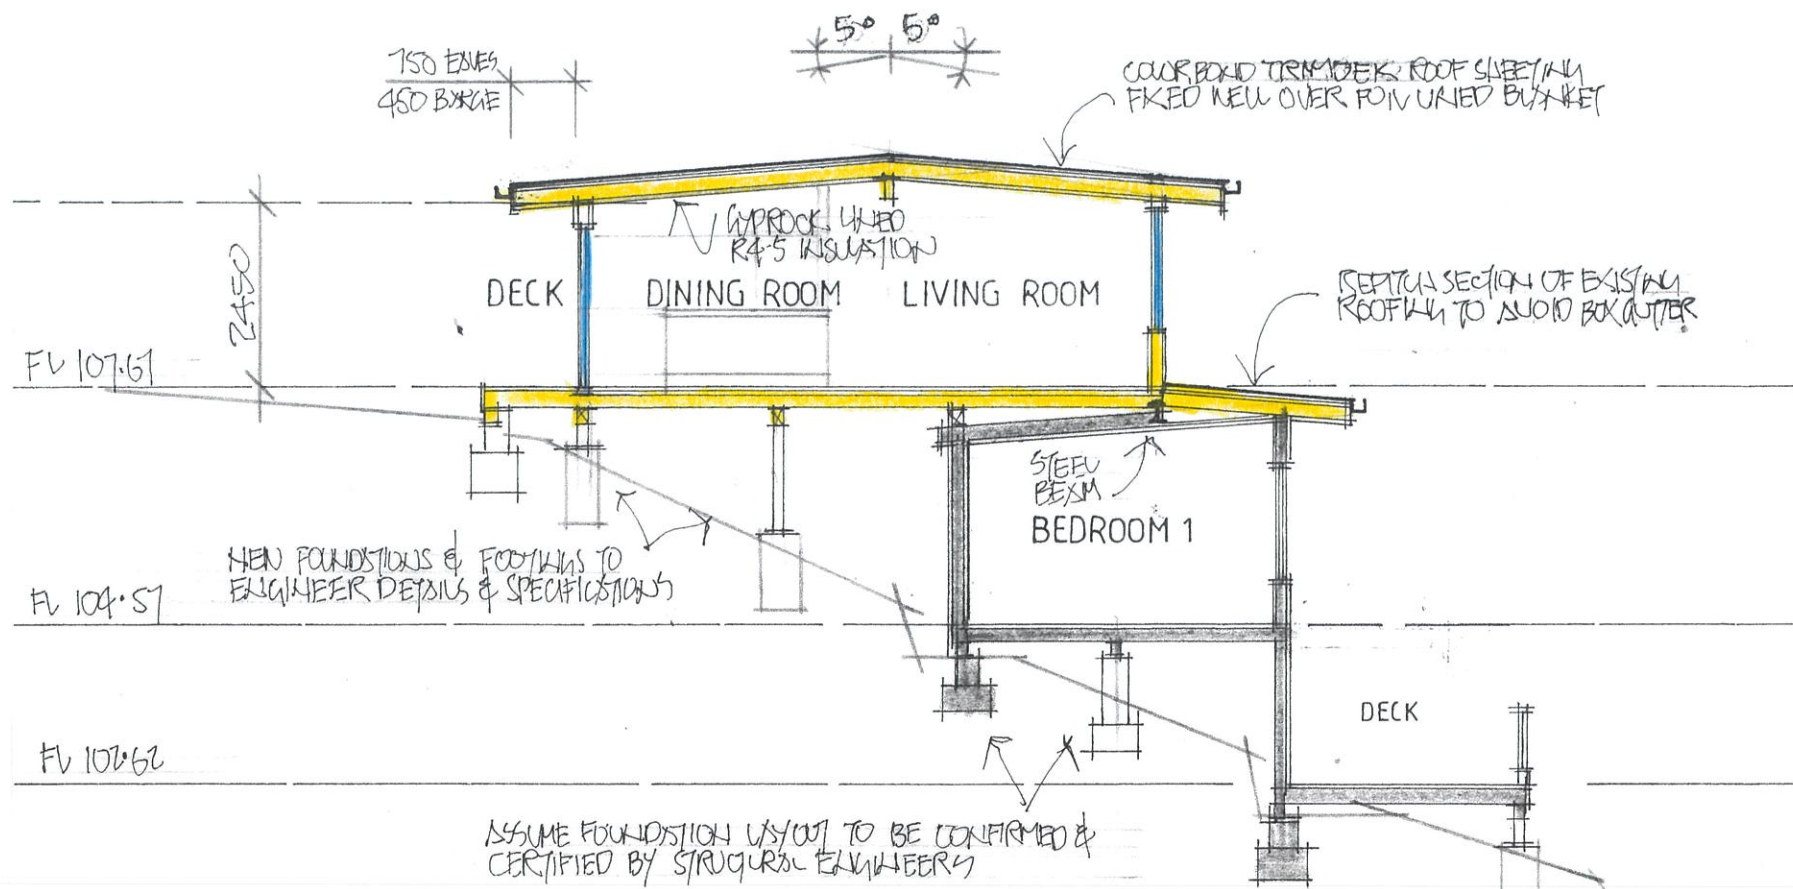 5° 5°
750 EAVES
450 BARGE
COLORBOND TRIMDEK ROOF SHEETING
FIXED NEW OVER FOIL LINED BLANKET
GYPROCK LINED
R4.5 INSULATION
2450
DECK
DINING ROOM
LIVING ROOM
REPITCH SECTION OF EXISTING
ROOFING TO AVOID BOX GUTTER
FL 107.67
STEEL
BEAM
BEDROOM 1
NEW FOUNDATIONS & FOOTINGS TO
ENGINEER DETAILS & SPECIFICATIONS
FL 104.57
DECK
FL 102.62
ASSUME FOUNDATION LAYOUT TO BE CONFIRMED &
CERTIFIED BY STRUCTURAL ENGINEERS